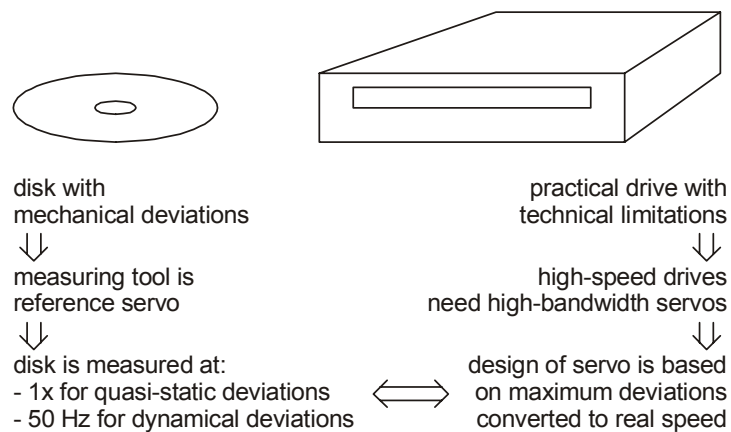 disk with
mechanical deviations
measuring tool is
reference servo
disk is measured at:
- 1x for quasi-static deviations
- 50 Hz for dynamical deviations
practical drive with
technical limitations
high-speed drives
need high-bandwidth servos
design of servo is based
on maximum deviations
converted to real speed